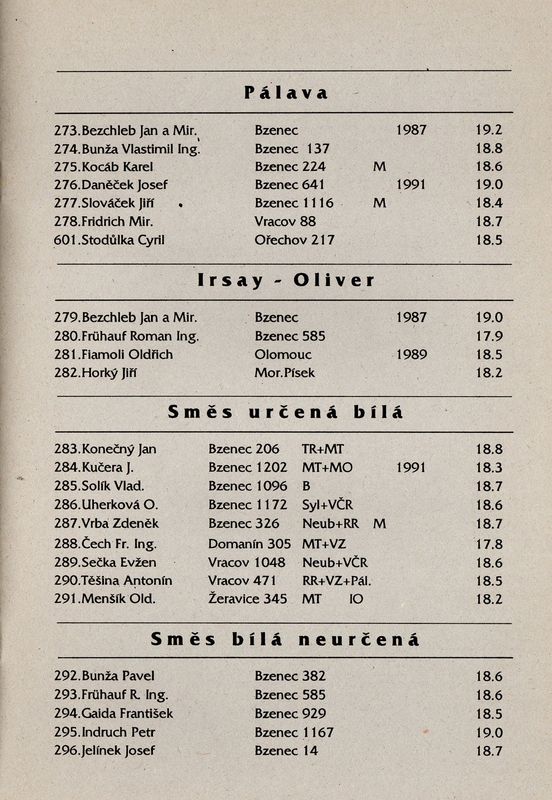 Pálava
273.Bezchleb Jan a Mir. Bzenec 1987 19.2
274.Bunža Vlastimil Ing. Bzenec 137 18.8
275.Kocáb Karel Bzenec 224 M 18.6
276.Daněček Josef Bzenec 641 1991 19.0
277.Slováček Jiří Bzenec 1116 M 18.4
278.Fridrich Mir. Vracov 88 18.7
601.Stodůlka Cyril Ořechov 217 18.5
Irsay - Oliver
279.Bezchleb Jan a Mir. Bzenec 1987 19.0
280.Frühauf Roman Ing. Bzenec 585 17.9
281.Flamoli Oldřich Olomouc 1989 18.5
282.Horký Jiří Mor.Písek 18.2
Směs určená bílá
283.Konečný Jan Bzenec 206 TR+MT 18.8
284.Kučera J. Bzenec 1202 MT+MO 1991 18.3
285.Solík Vlad. Bzenec 1096 B 18.7
286.Uherková O. Bzenec 1172 Syl+VČR 18.6
287.Vrba Zdeněk Bzenec 326 Neub+RR M 18.7
288.Čech Fr. Ing. Domanín 305 MT+VZ 17.8
289.Sečka Evžen Vracov 1048 Neub+VČR 18.6
290.Těšina Antonín Vracov 471 RR+VZ+Pál. 18.5
291.Menšík Old. Žeravice 345 MT IO 18.2
Směs bílá neurčená
292.Bunža Pavel Bzenec 382 18.6
293.Frühauf R. Ing. Bzenec 585 18.6
294.Gaida František Bzenec 929 18.5
295.Indruch Petr Bzenec 1167 19.0
296.Jelínek Josef Bzenec 14 18.7